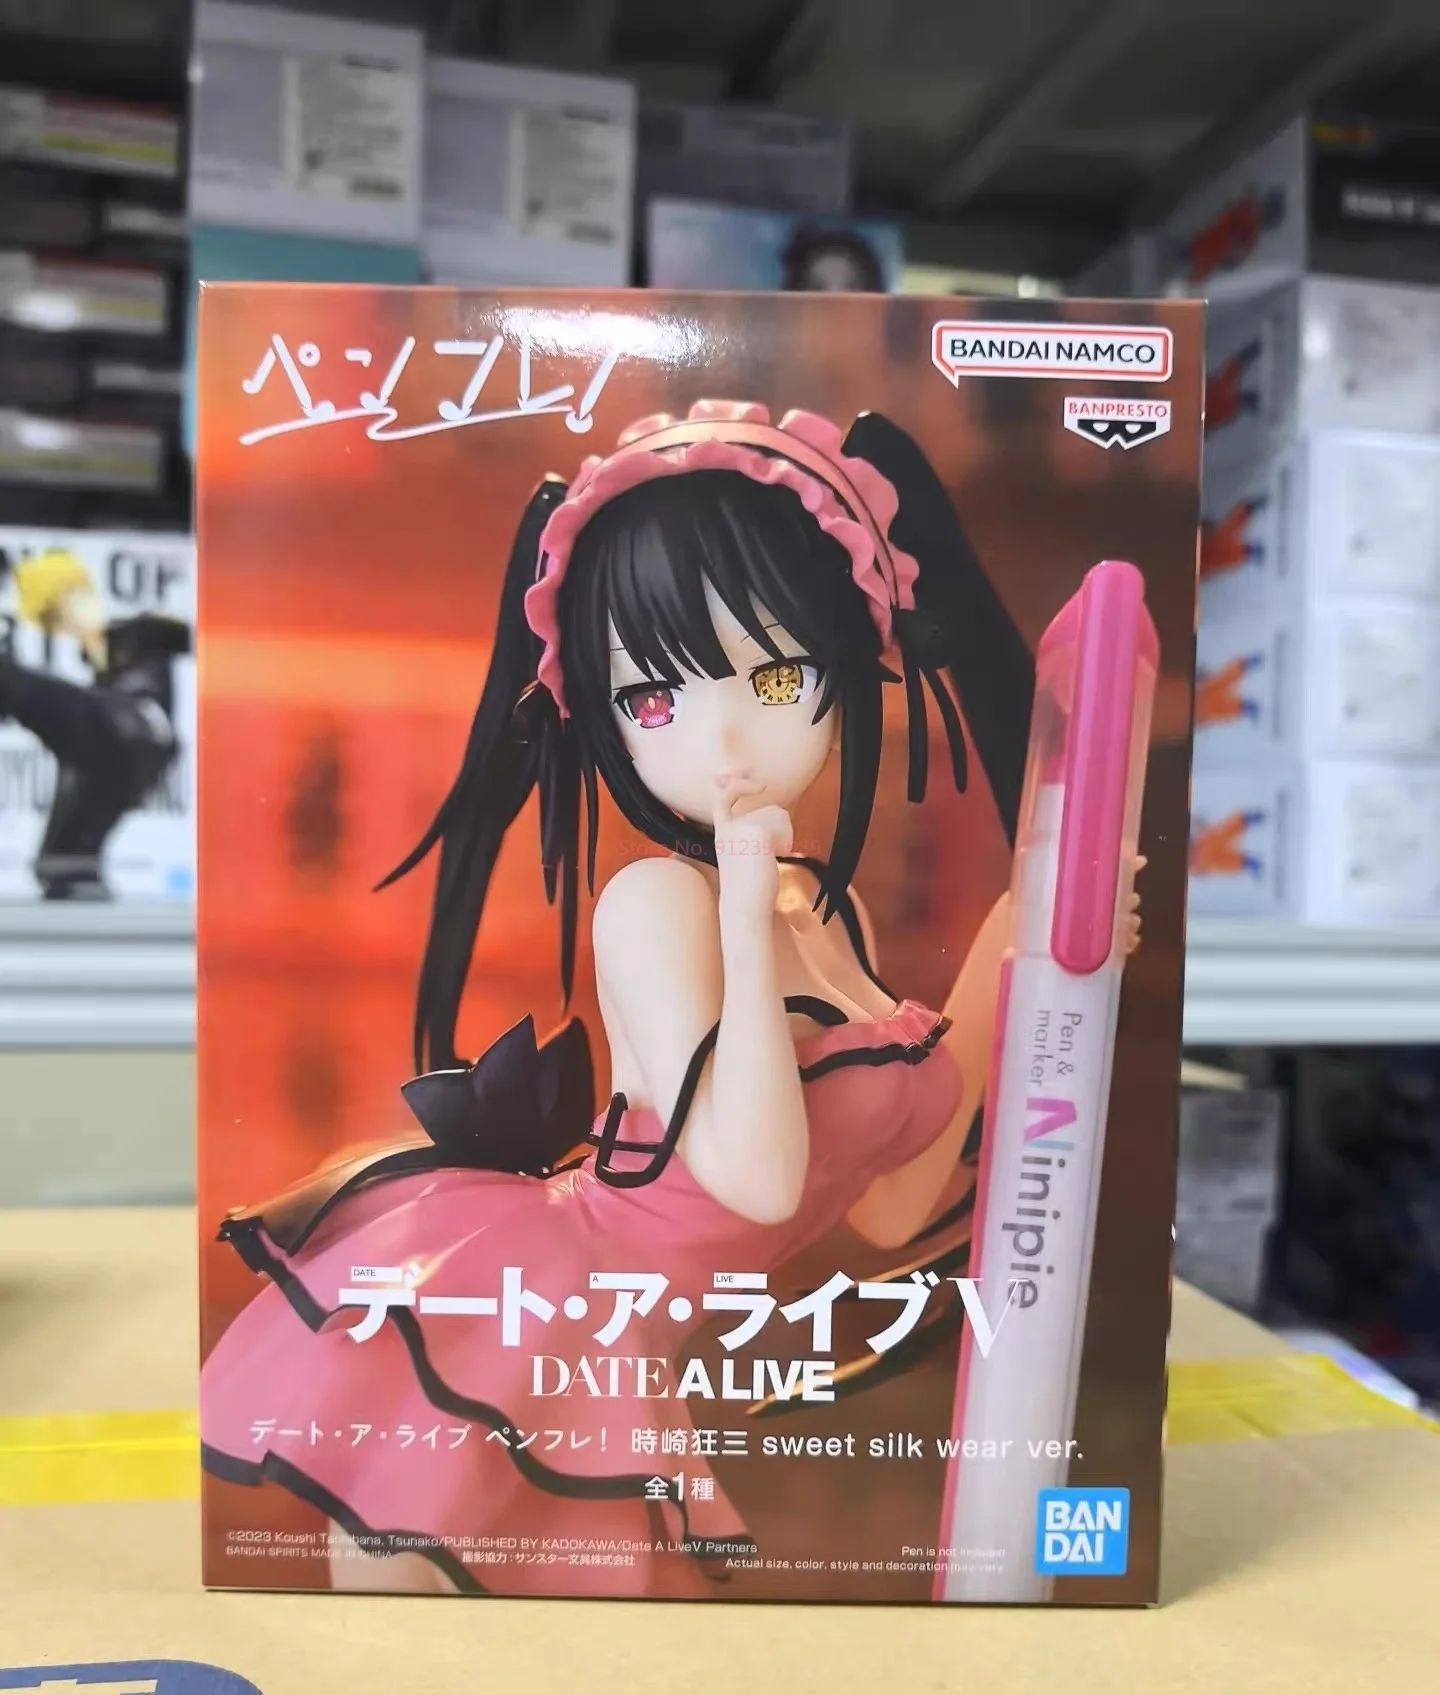 ペンフレ!
BANDAI NAMCO
BANPRESTO
Pen &
marker
Ninipie
DATE A LIVE
デート・ア・ライブV
DATE A LIVE
デート・ア・ライブ ペンフレ! 時崎狂三 sweet silk wear ver.
全1種
©2023 Koushi Tachibana, Tsunako/PUBLISHED BY KADOKAWA/Date A LiveV Partners
BANDAI SPIRITS MADE IN CHINA
撮影協力:サンスター文具株式会社
Pen is not included
Actual size, color, style and decoration may vary.
BAN
DAI